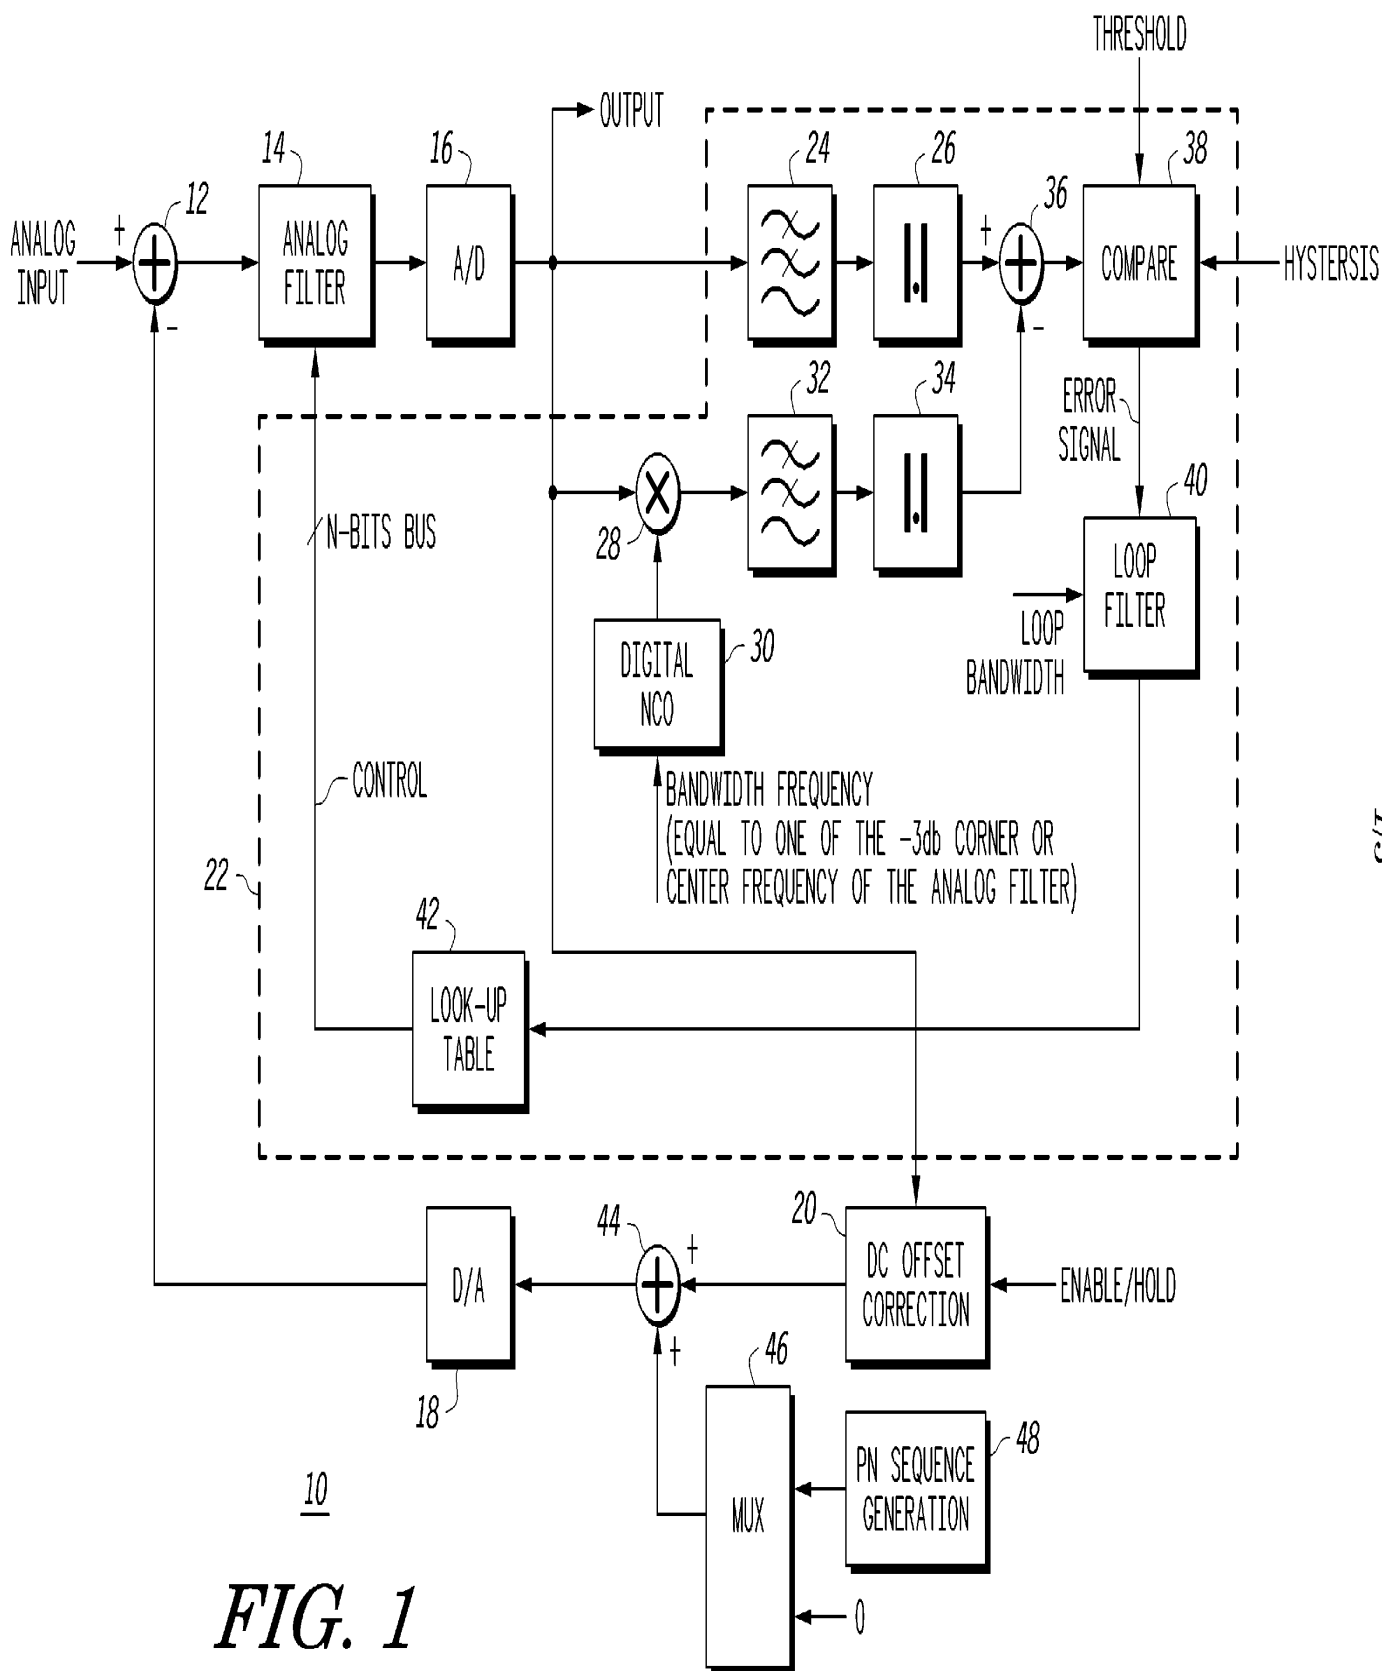 THRESHOLD
OUTPUT
14
16
24
26
38
12
36
+
ANALOG
INPUT
-
ANALOG
FILTER
A/D
+
-
COMPARE
HYSTERSIS
32
34
ERROR
SIGNAL
40
N-BITS BUS
28
LOOP
FILTER
LOOP
BANDWIDTH
DIGITAL
NCO
30
CONTROL
BANDWIDTH FREQUENCY
(EQUAL TO ONE OF THE -3db CORNER OR
CENTER FREQUENCY OF THE ANALOG FILTER)
22
42
LOOK-UP
TABLE
44
20
+
D/A
DC OFFSET
CORRECTION
ENABLE/HOLD
+
46
18
48
PN SEQUENCE
GENERATION
MUX
10
0
FIG. 1